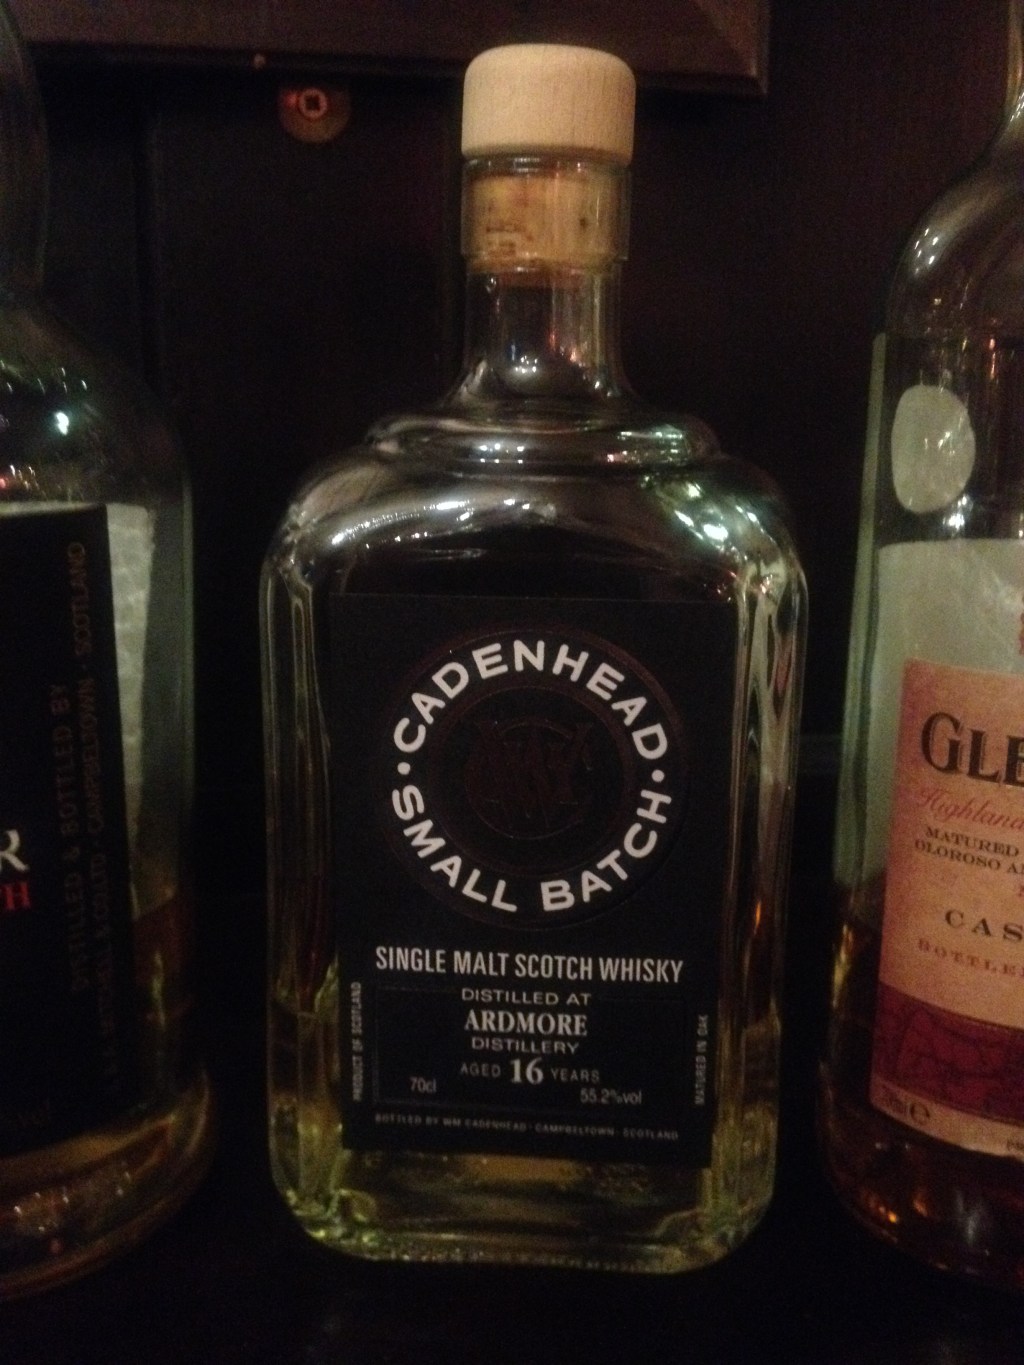 CADENHEAD
SMALL BATCH
SINGLE MALT SCOTCH WHISKY
DISTILLED AT
ARDMORE
DISTILLERY
AGED 16 YEARS
70cl 55.2%vol
PRODUCT OF SCOTLAND
MATURED IN OAK
BOTTLED BY WM CADENHEAD · CAMPBELTOWN · SCOTLAND
DISTILLED & BOTTLED BY
CAMPBELTOWN · SCOTLAND
GLE
Highland
MATURED
OLOROSO A
CAS
BOTTLE